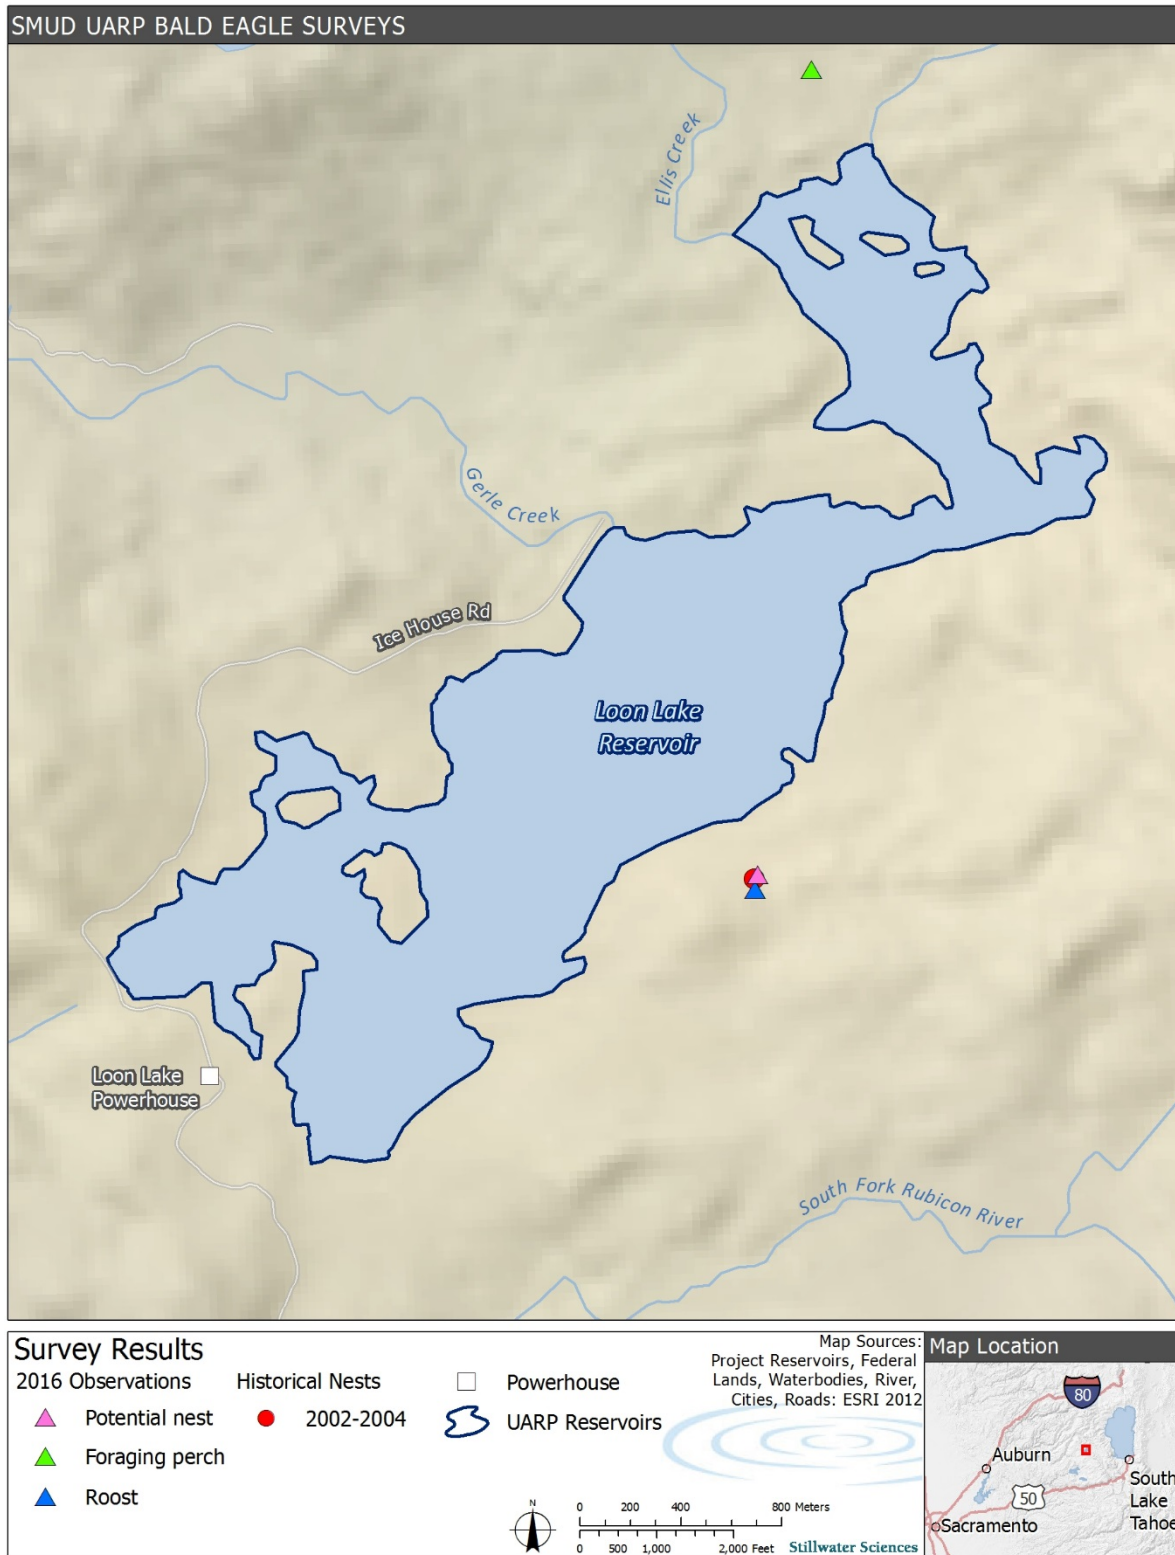 SMUD UARP BALD EAGLE SURVEYS
Ellis Creek
Gerle Creek
Ice House Rd
Loon Lake
Reservoir
Loon Lake
Powerhouse
South Fork Rubicon River
Survey Results
2016 Observations
Potential nest
Foraging perch
Roost
Historical Nests
2002-2004
Powerhouse
UARP Reservoirs
Map Sources:
Project Reservoirs, Federal
Lands, Waterbodies, River,
Cities, Roads: ESRI 2012
N
0 200 400 800 Meters
0 500 1,000 2,000 Feet
Stillwater Sciences
Map Location
80
Auburn
50
South
Lake
Tahoe
Sacramento